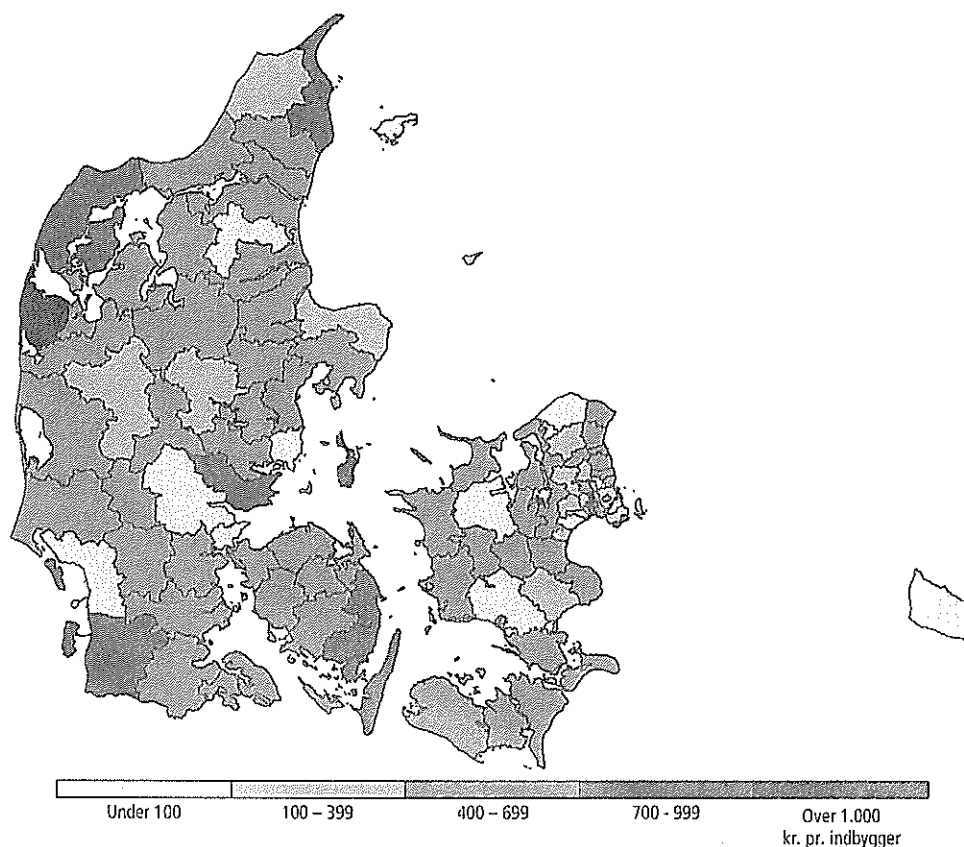 Under 100 100 – 399 400 – 699 700 - 999 Over 1.000
kr. pr. indbygger